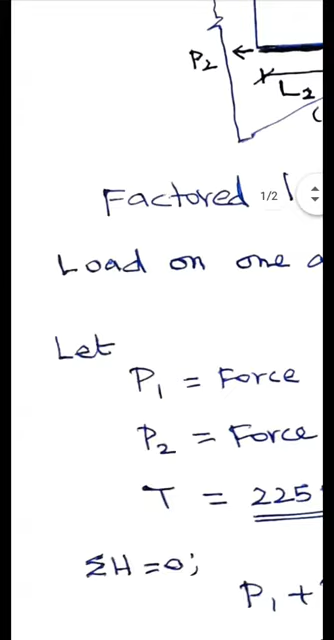 P2 ←
L2
Factored
1/2
Load on one
Let
P1 = Force
P2 = Force
T = 225
ΣH = 0;
P1 +